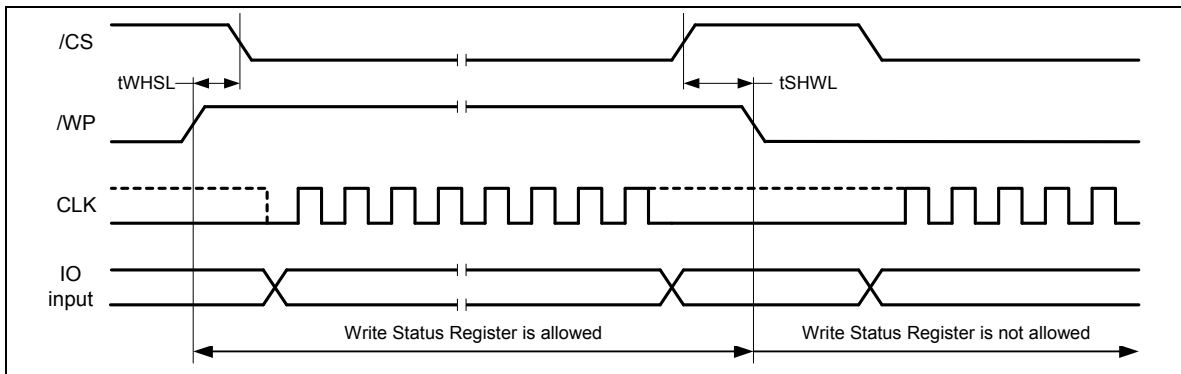 /CS
tWHSL
tSHWL
/WP
CLK
IO
input
Write Status Register is allowed
Write Status Register is not allowed